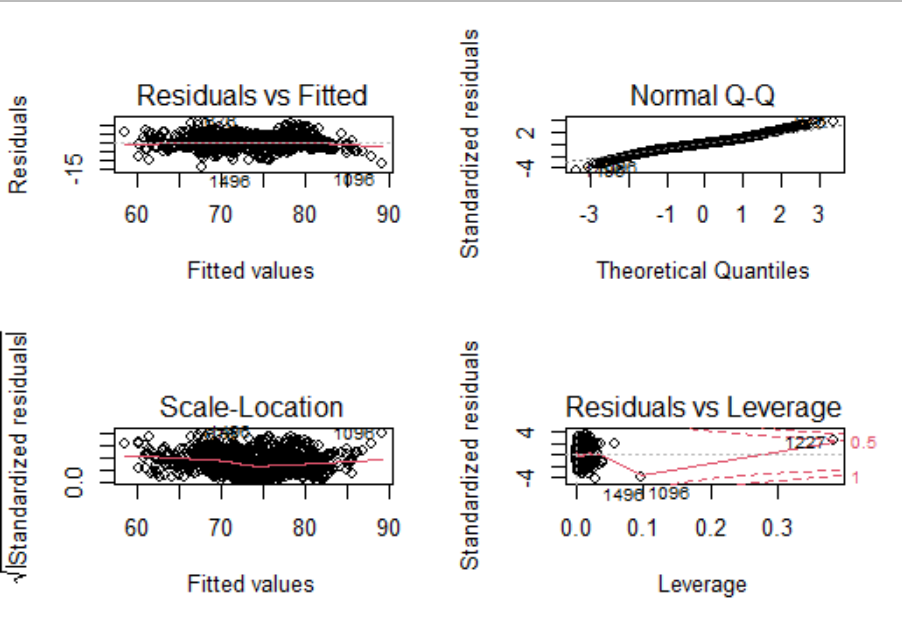 Residuals vs Fitted
Residuals
-15
1496
1096
60 70 80 90
Fitted values
Normal Q-Q
Standardized residuals
-4 2
-3 -1 0 1 2 3
Theoretical Quantiles
Scale-Location
√|Standardized residuals|
0.0
1096
60 70 80 90
Fitted values
Residuals vs Leverage
Standardized residuals
-4 4
1227
0.5
1
1496 1096
0.0 0.1 0.2 0.3
Leverage